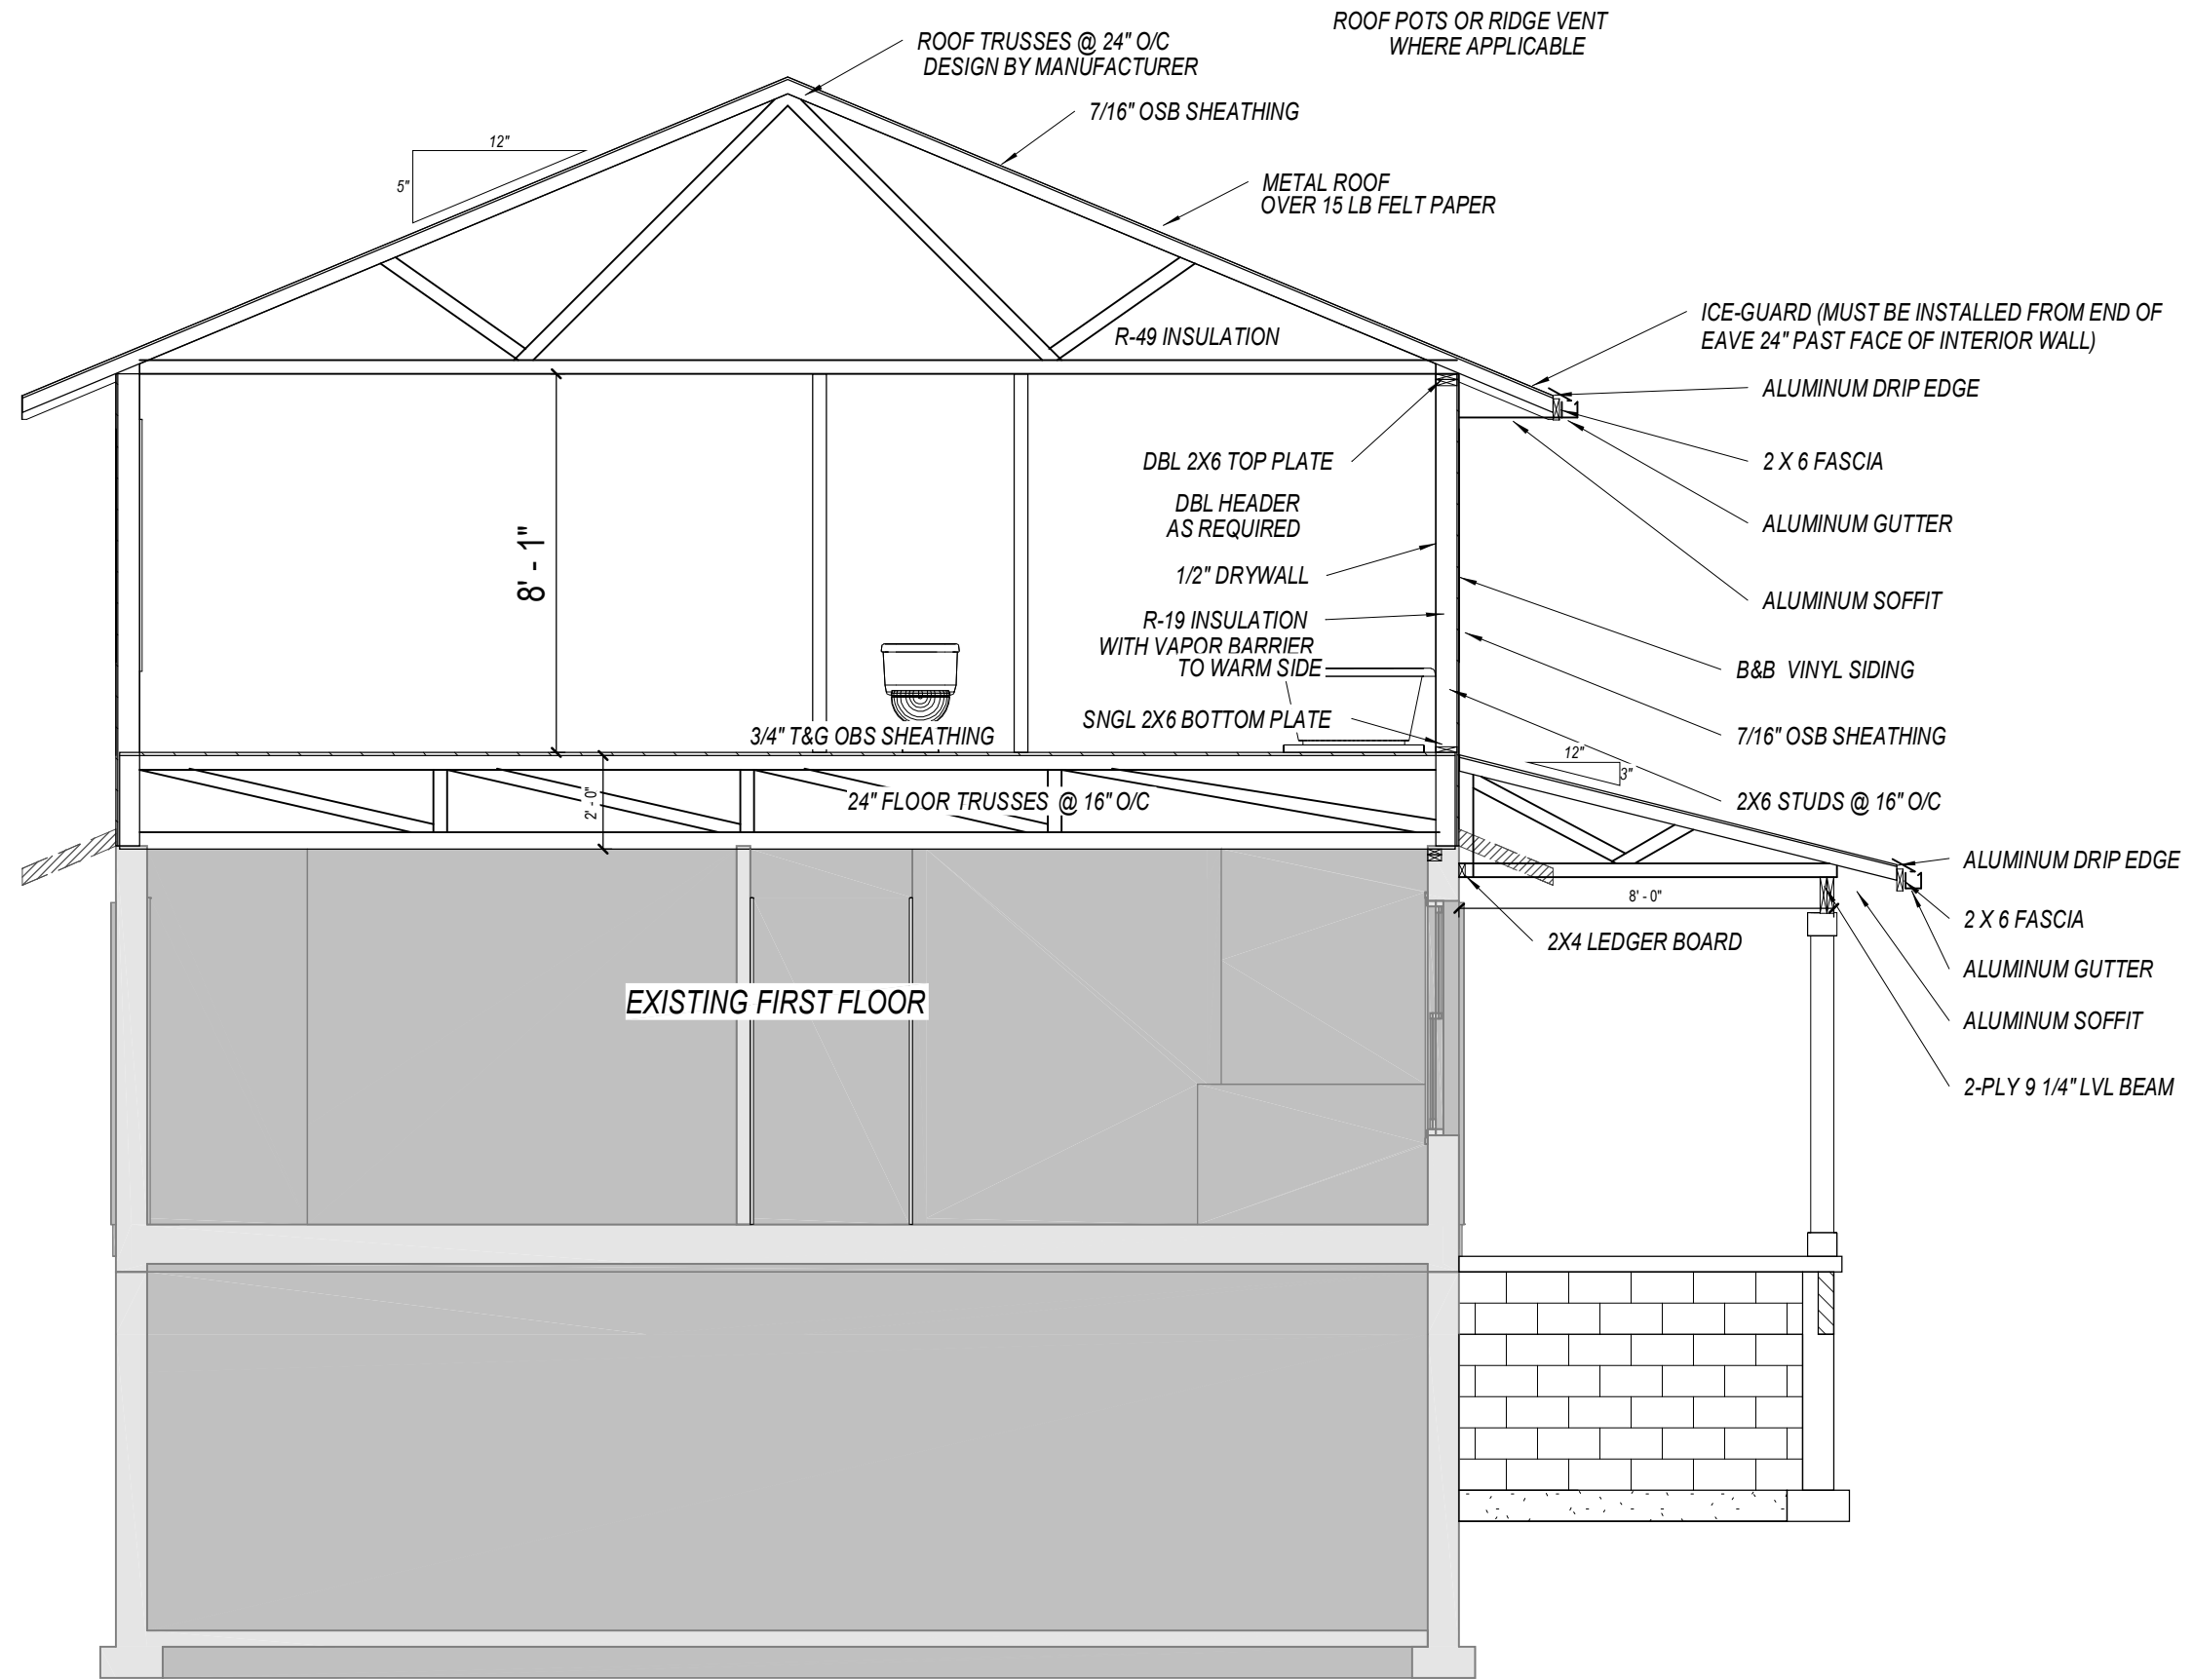 ROOF POTS OR RIDGE VENT
WHERE APPLICABLE
ROOF TRUSSES @ 24" O/C
DESIGN BY MANUFACTURER
7/16" OSB SHEATHING
12"
5"
METAL ROOF
OVER 15 LB FELT PAPER
ICE-GUARD (MUST BE INSTALLED FROM END OF
EAVE 24" PAST FACE OF INTERIOR WALL)
R-49 INSULATION
ALUMINUM DRIP EDGE
DBL 2X6 TOP PLATE
2 X 6 FASCIA
DBL HEADER
AS REQUIRED
ALUMINUM GUTTER
8' - 1"
1/2" DRYWALL
ALUMINUM SOFFIT
R-19 INSULATION
WITH VAPOR BARRIER
TO WARM SIDE
B&B VINYL SIDING
SNGL 2X6 BOTTOM PLATE
3/4" T&G OBS SHEATHING
7/16" OSB SHEATHING
12"
3"
2' - 0"
24" FLOOR TRUSSES @ 16" O/C
2X6 STUDS @ 16" O/C
ALUMINUM DRIP EDGE
8' - 0"
2 X 6 FASCIA
2X4 LEDGER BOARD
ALUMINUM GUTTER
EXISTING FIRST FLOOR
ALUMINUM SOFFIT
2-PLY 9 1/4" LVL BEAM